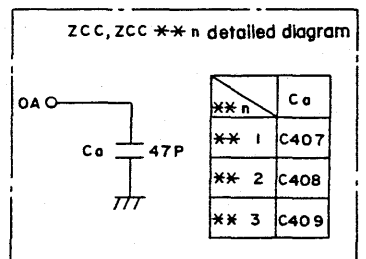 ZCC, ZCC ** n detailed diagram
OA
Ca 47P
**n Ca
** 1 C407
** 2 C408
** 3 C409